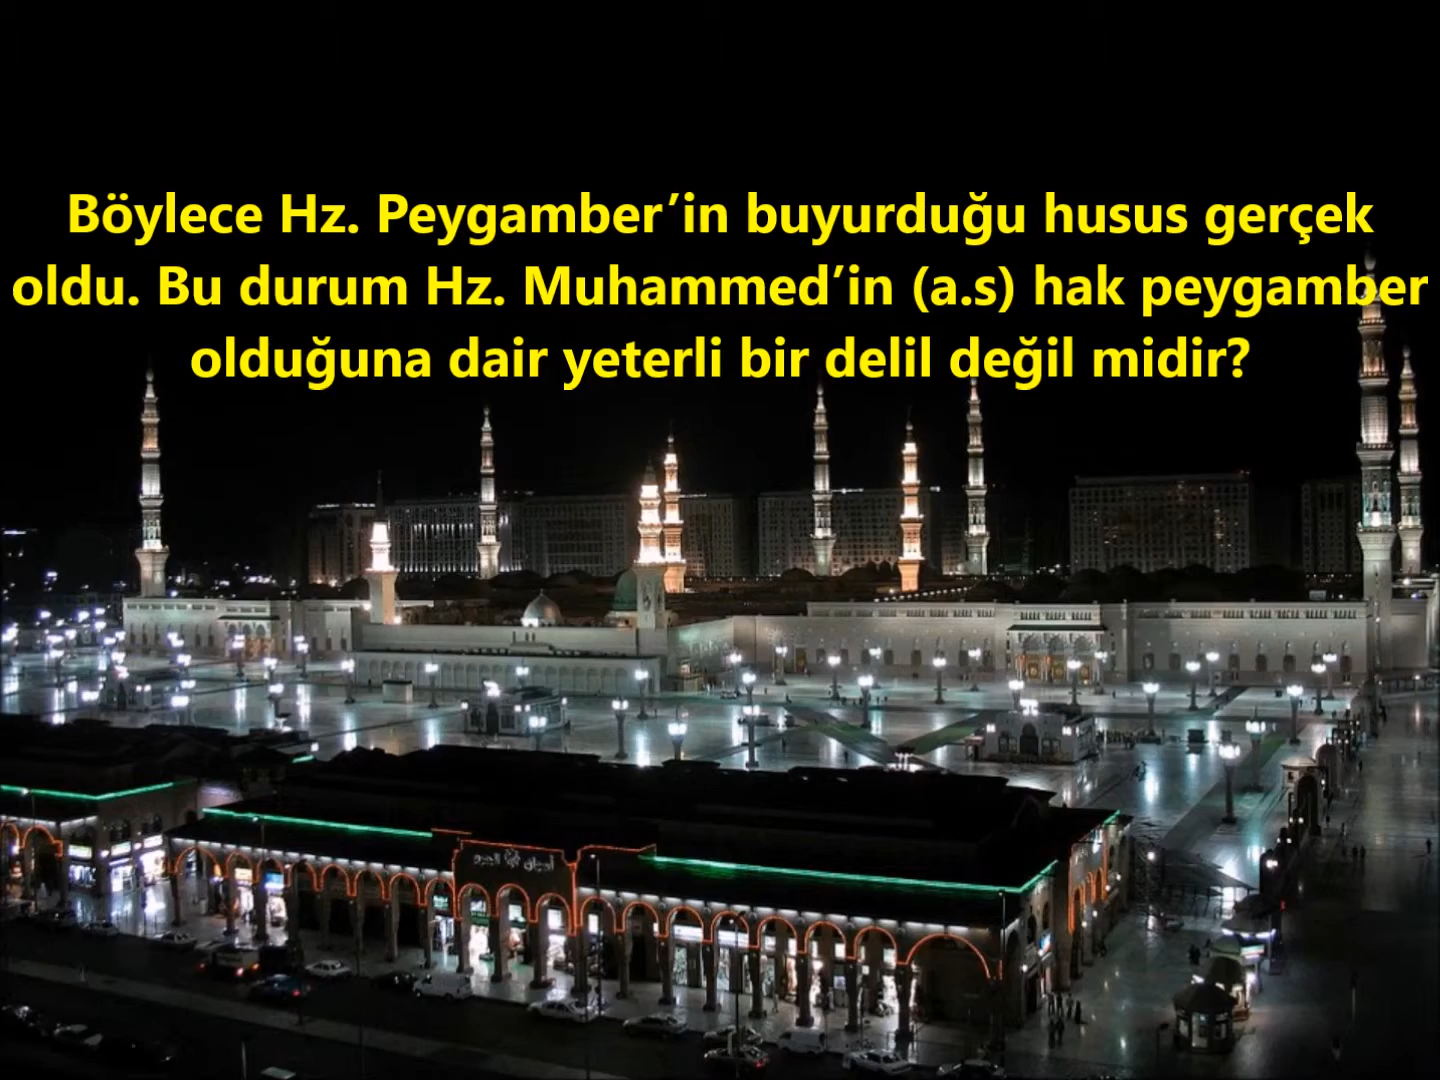 Böylece Hz. Peygamber’in buyurduğu husus gerçek
oldu. Bu durum Hz. Muhammed’in (a.s) hak peygamber
olduğuna dair yeterli bir delil değil midir?